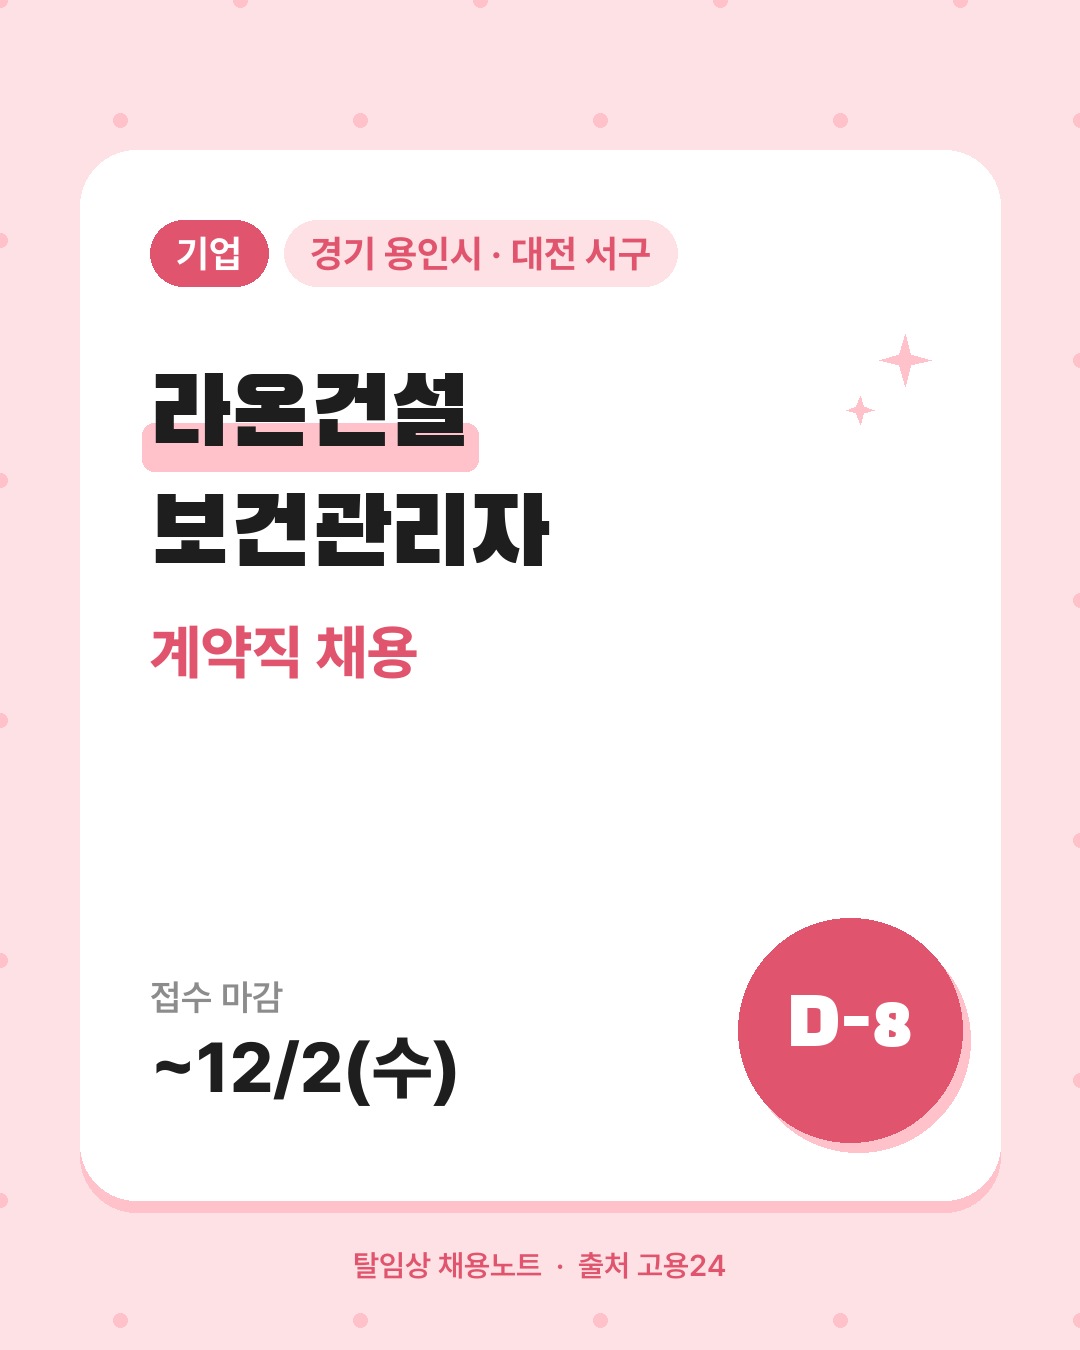 기업
경기 용인시 · 대전 서구
라온건설
보건관리자
계약직 채용
접수 마감
~12/2(수)
D-8
탈임상 채용노트 · 출처 고용24